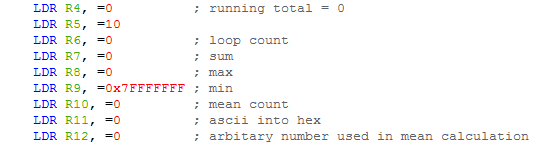 LDR R4, =0 ; running total = 0
LDR R5, =10
LDR R6, =0 ; loop count
LDR R7, =0 ; sum
LDR R8, =0 ; max
LDR R9, =0x7FFFFFFF ; min
LDR R10, =0 ; mean count
LDR R11, =0 ; ascii into hex
LDR R12, =0 ; arbitary number used in mean calculation